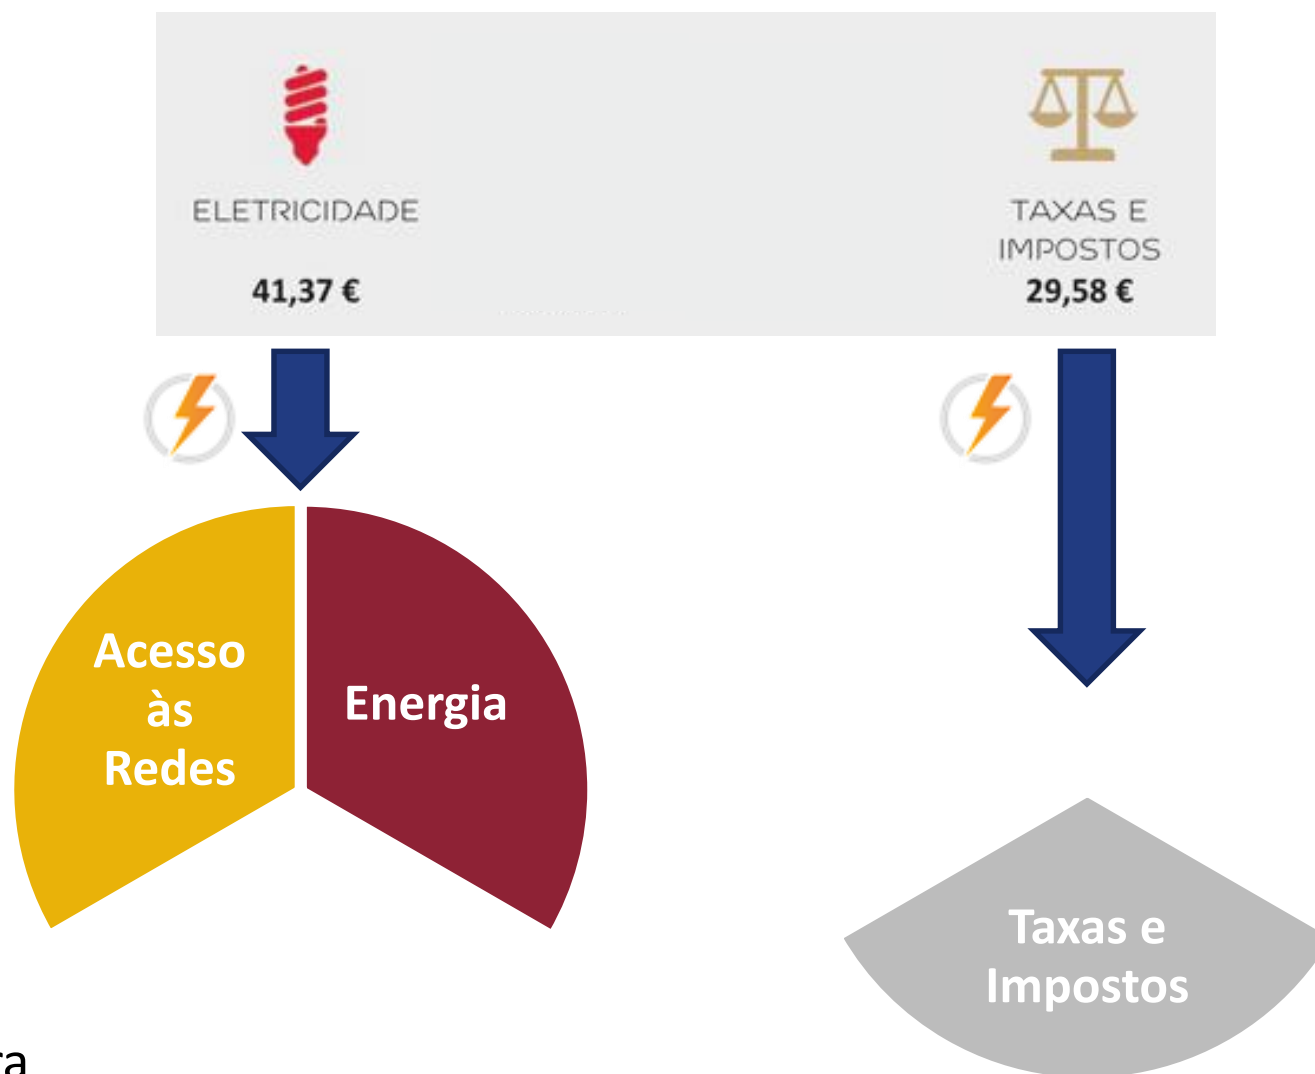 ELETRICIDADE
41,37 €
TAXAS E
IMPOSTOS
29,58 €
Acesso
às
Redes
Energia
Taxas e
Impostos